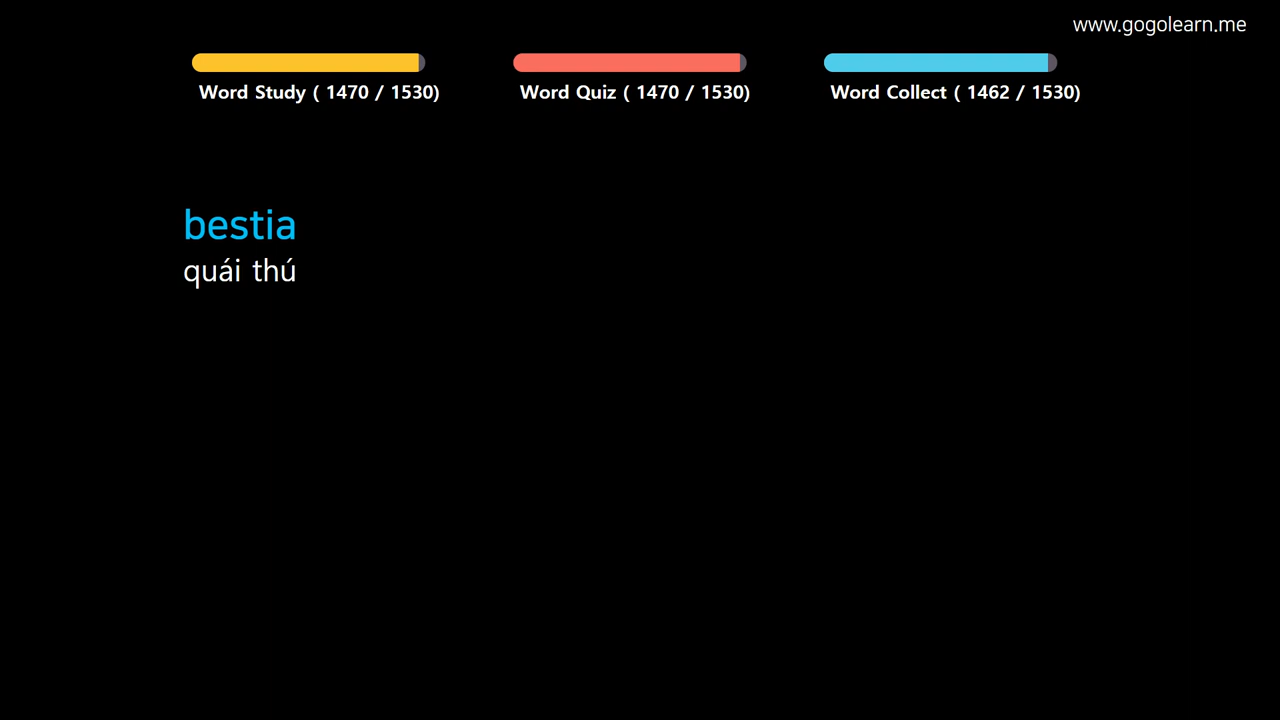 www.gogolearn.me
Word Study ( 1470 / 1530)
Word Quiz ( 1470 / 1530)
Word Collect ( 1462 / 1530)
bestia
quái thú